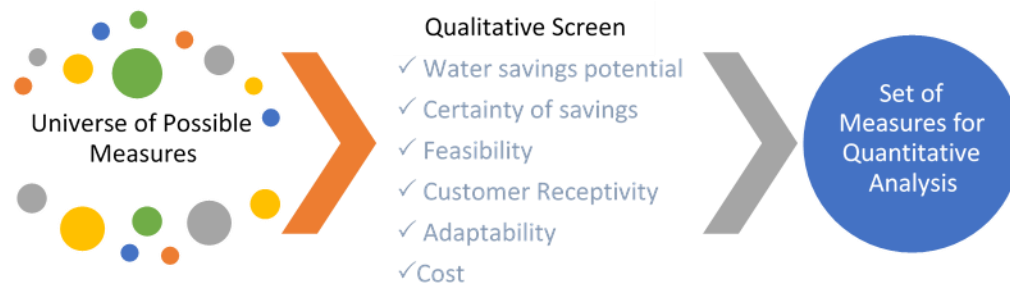 Universe of Possible
Measures
Qualitative Screen
✓ Water savings potential
✓ Certainty of savings
✓ Feasibility
✓ Customer Receptivity
✓ Adaptability
✓Cost
Set of
Measures for
Quantitative
Analysis